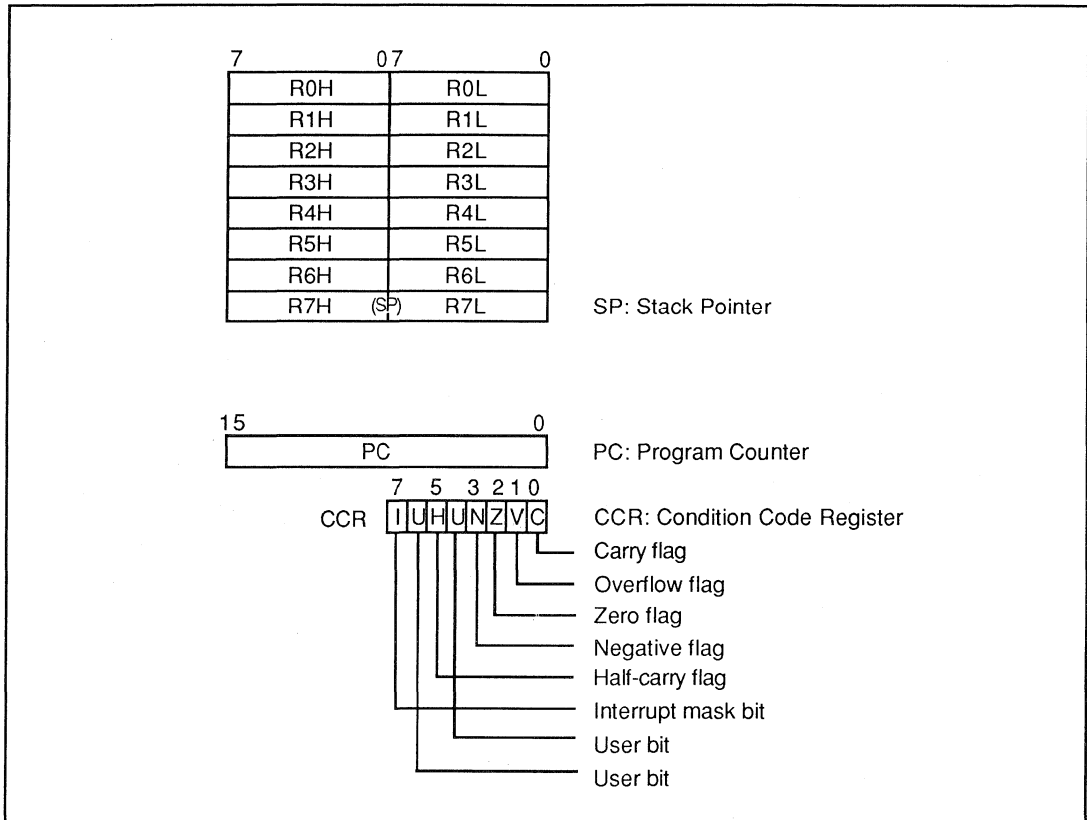 7 0 7 0
R0H R0L
R1H R1L
R2H R2L
R3H R3L
R4H R4L
R5H R5L
R6H R6L
R7H (SP) R7L SP: Stack Pointer
15 0
PC PC: Program Counter
7 5 3 2 1 0
CCR I U H U N Z V C CCR: Condition Code Register
Carry flag
Overflow flag
Zero flag
Negative flag
Half-carry flag
Interrupt mask bit
User bit
User bit